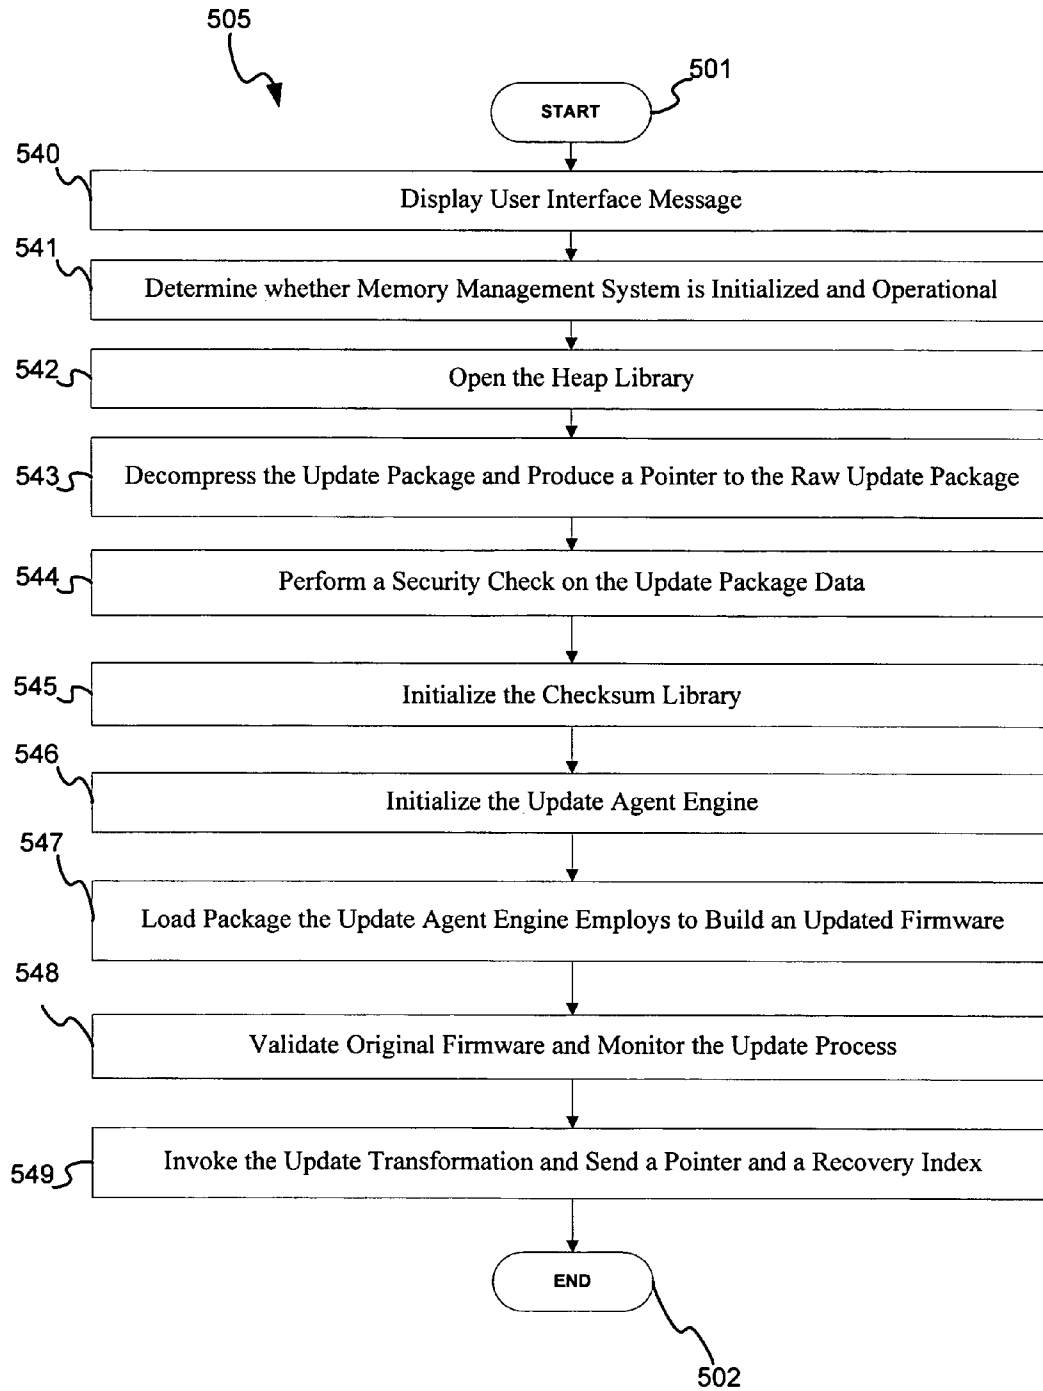 505
501
START
540
Display User Interface Message
541
Determine whether Memory Management System is Initialized and Operational
542
Open the Heap Library
543
Decompress the Update Package and Produce a Pointer to the Raw Update Package
544
Perform a Security Check on the Update Package Data
545
Initialize the Checksum Library
546
Initialize the Update Agent Engine
547
Load Package the Update Agent Engine Employs to Build an Updated Firmware
548
Validate Original Firmware and Monitor the Update Process
549
Invoke the Update Transformation and Send a Pointer and a Recovery Index
END
502